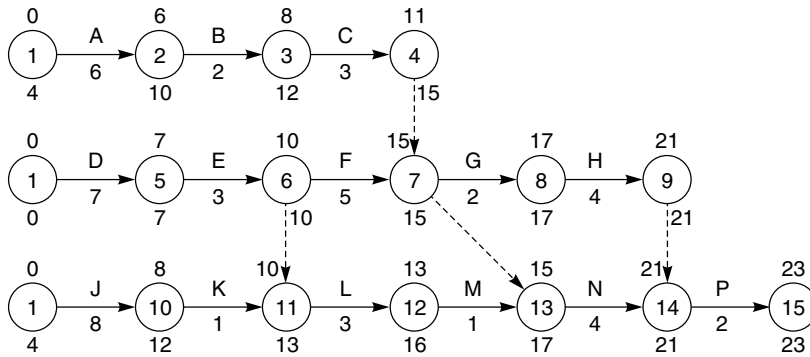 0 6 8 11
A B C
1 2 3 4
6 2 3
4 10 12 15
0 7 10 15 17 21
D E F G H
1 5 6 7 8 9
7 3 5 2 4
0 7 10 15 17 21
0 8 10 13 15 21 23
J K L M N P
1 10 11 12 13 14 15
8 1 3 1 4 2
4 12 13 16 17 21 23